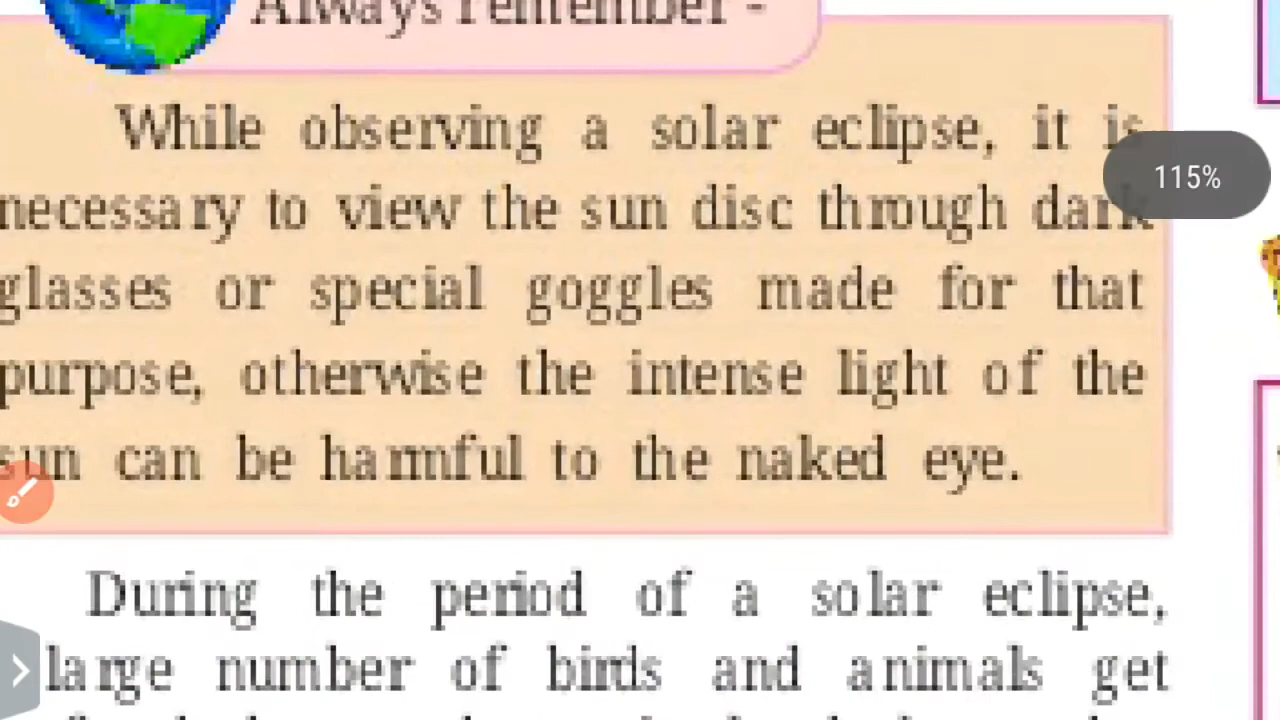 Always remember -
While observing a solar eclipse, it is
115%
necessary to view the sun disc through dark
glasses or special goggles made for that
purpose, otherwise the intense light of the
sun can be harmful to the naked eye.
During the period of a solar eclipse,
large number of birds and animals get